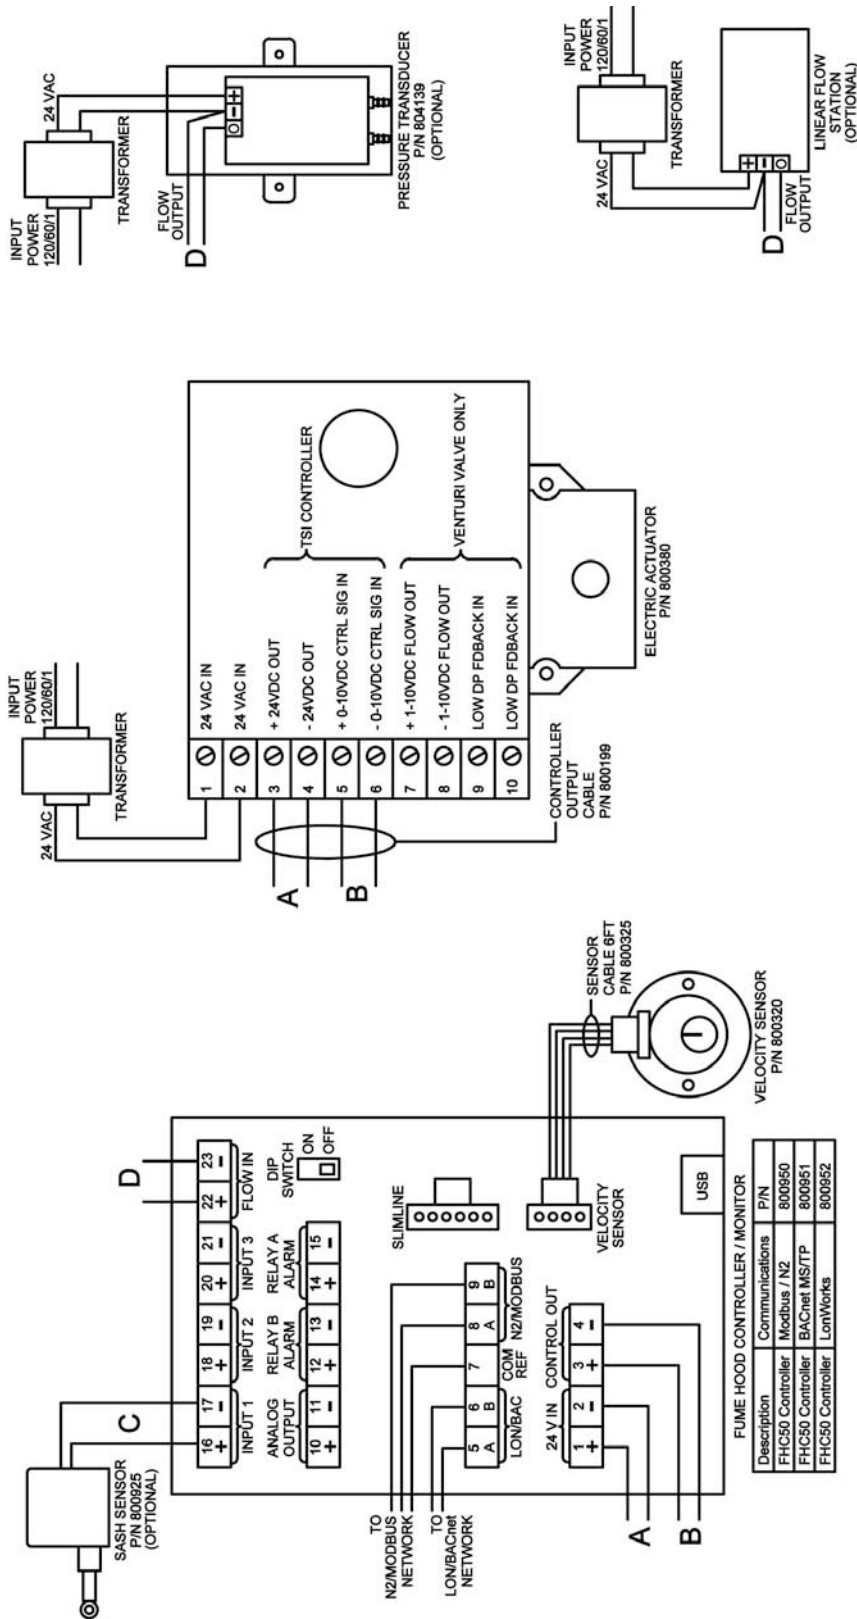 SASH SENSOR
P/N 800925
(OPTIONAL)
C
D
16
17
18
19
20
21
22
23
+
-
+
-
+
-
+
-
INPUT 1
INPUT 2
INPUT 3
FLOW IN
ANALOG
OUTPUT
RELAY B
ALARM
RELAY A
ALARM
DIP
SWITCH
ON
OFF
+
-
+
-
+
-
10
11
12
13
14
15
SLIMLINE
TO
N2/MODBUS
NETWORK
TO
LON/BACnet
NETWORK
5
6
7
8
9
A
B
A
B
LON/BAC
COM
REF
N2/MODBUS
VELOCITY
SENSOR
24 V IN
CONTROL OUT
1
2
3
4
+
-
+
-
A
B
USB
SENSOR
CABLE 6FT
P/N 800325
VELOCITY SENSOR
P/N 800320
FUME HOOD CONTROLLER / MONITOR
Description Communications P/N
FHC50 Controller Modbus / N2 800950
FHC50 Controller BACnet MS/TP 800951
FHC50 Controller LonWorks 800952
INPUT
POWER
120/60/1
24 VAC
TRANSFORMER
1 24 VAC IN
2 24 VAC IN
3 + 24VDC OUT
4 - 24VDC OUT
5 + 0-10VDC CTRL SIG IN
6 - 0-10VDC CTRL SIG IN
7 + 1-10VDC FLOW OUT
8 - 1-10VDC FLOW OUT
9 LOW DP FDBACK IN
10 LOW DP FDBACK IN
TSI CONTROLLER
VENTURI VALVE ONLY
A
B
CONTROLLER
OUTPUT
CABLE
P/N 800199
ELECTRIC ACTUATOR
P/N 800380
INPUT
POWER
120/60/1
24 VAC
TRANSFORMER
FLOW
OUTPUT
D
O
-
+
PRESSURE TRANSDUCER
P/N 804139
(OPTIONAL)
INPUT
POWER
120/60/1
24 VAC
TRANSFORMER
+
-
O
D
FLOW
OUTPUT
LINEAR FLOW
STATION
(OPTIONAL)